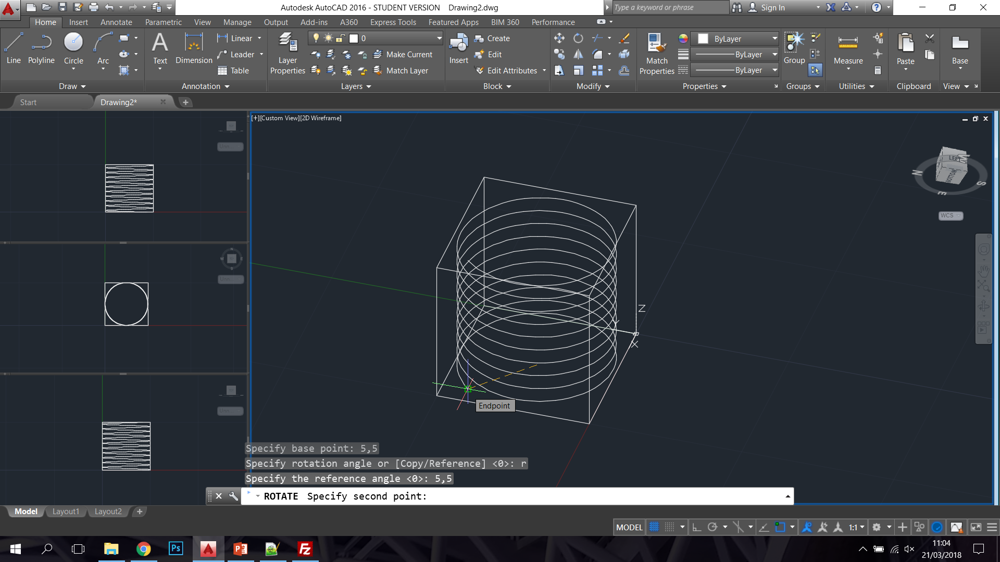 Autodesk AutoCAD 2016 - STUDENT VERSION Drawing2.dwg
Type a keyword or phrase
Sign In
Home Insert Annotate Parametric View Manage Output Add-ins A360 Express Tools Featured Apps BIM 360 Performance
Line Polyline Circle Arc
Draw
Text Dimension
Linear
Leader
Table
Annotation
Layer Properties
0
Make Current
Match Layer
Layers
Insert
Create
Edit
Edit Attributes
Block
Modify
Match Properties
ByLayer
ByLayer
ByLayer
Properties
Group
Groups
Measure
Utilities
Paste
Clipboard
Base
View
Start Drawing2*
[+][Custom View][2D Wireframe]
LEFT
BOTTOM
N
W
S
E
WCS
N
W
E
S
Z
X
Endpoint
Specify base point: 5,5
Specify rotation angle or [Copy/Reference] <0>: r
Specify the reference angle <0>: 5,5
ROTATE Specify second point:
Model Layout1 Layout2
MODEL
1:1
Ps
11:04
21/03/2018